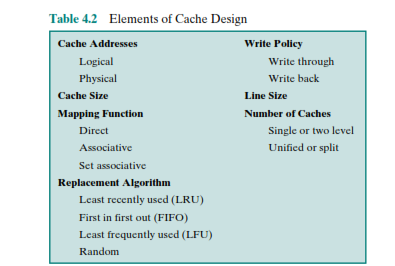 Table 4.2 Elements of Cache Design
Cache Addresses
Logical
Physical
Cache Size
Mapping Function
Direct
Associative
Set associative
Replacement Algorithm
Least recently used (LRU)
First in first out (FIFO)
Least frequently used (LFU)
Random
Write Policy
Write through
Write back
Line Size
Number of Caches
Single or two level
Unified or split